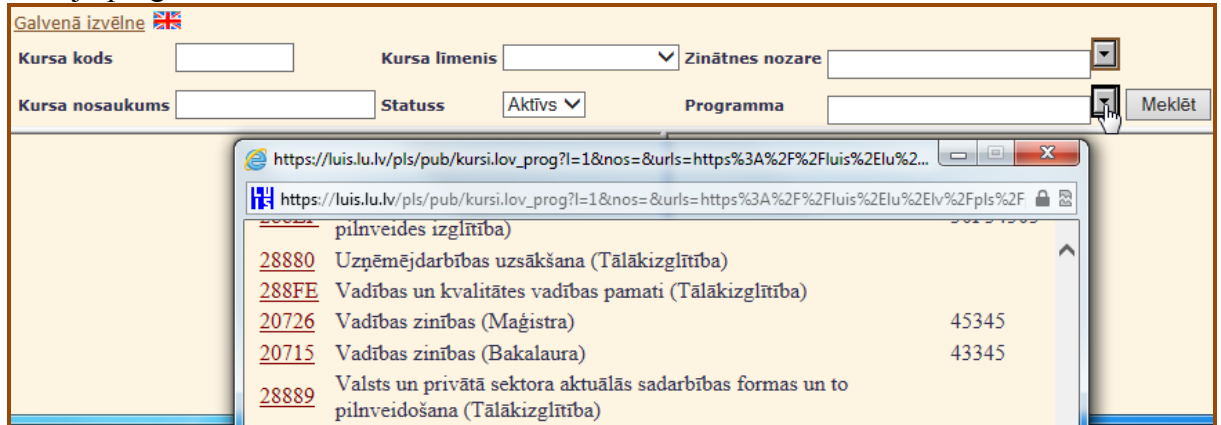 Galvenā izvēlne
Kursa kods Kursa līmenis Zinātnes nozare
Kursa nosaukums Statuss Aktīvs Programma Meklēt
https://luis.lu.lv/pls/pub/kursi.lov_prog?l=1&nos=&urls=https%3A%2F%2Fluis%2Elu%2...
https://luis.lu.lv/pls/pub/kursi.lov_prog?l=1&nos=&urls=https%3A%2F%2Fluis%2Elu%2Elv%2Fpls%2F
pilnveides izglītība)
28880 Uzņēmējdarbības uzsākšana (Tālākizglītība)
288FE Vadības un kvalitātes vadības pamati (Tālākizglītība)
20726 Vadības zinības (Maģistra) 45345
20715 Vadības zinības (Bakalaura) 43345
28889 Valsts un privātā sektora aktuālās sadarbības formas un to
pilnveidošana (Tālākizglītība)